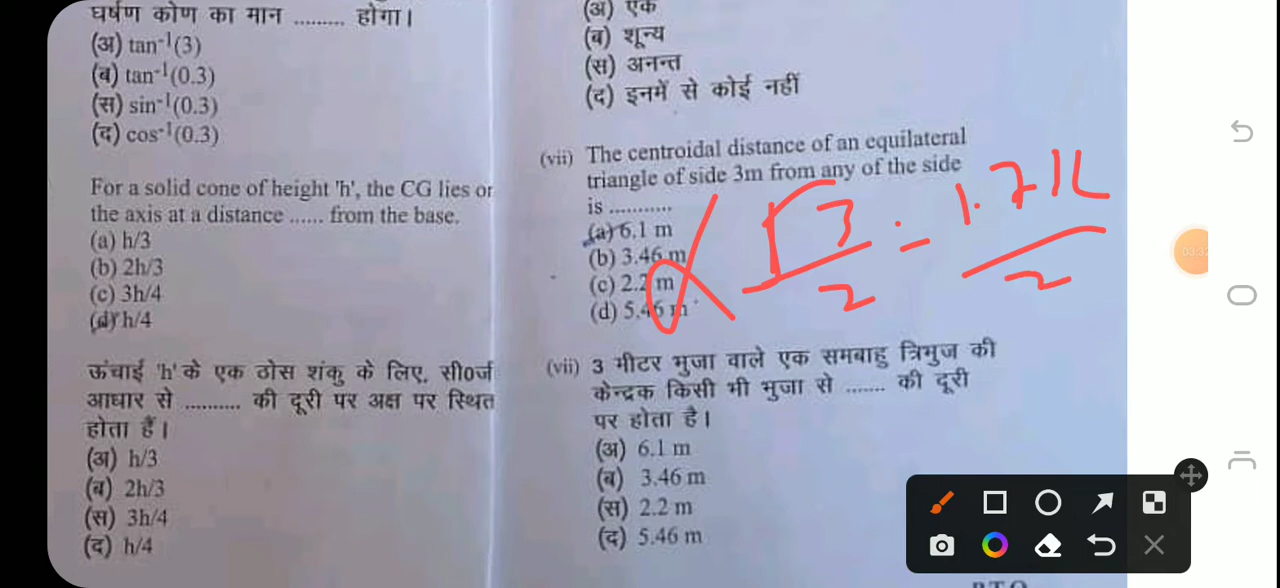 घर्षण कोण का मान ......... होगा।
(अ) tan⁻¹(3)
(ब) tan⁻¹(0.3)
(स) sin⁻¹(0.3)
(द) cos⁻¹(0.3)
For a solid cone of height 'h', the CG lies on
the axis at a distance ...... from the base.
(a) h/3
(b) 2h/3
(c) 3h/4
(d) h/4
ऊंचाई 'h' के एक ठोस शंकु के लिए, सी०ज
आधार से .......... की दूरी पर अक्ष पर स्थित
होता हैं।
(अ) h/3
(ब) 2h/3
(स) 3h/4
(द) h/4
(अ) एक
(ब) शून्य
(स) अनन्त
(द) इनमें से कोई नहीं
(vii) The centroidal distance of an equilateral
triangle of side 3m from any of the side
is ...........
(a) 6.1 m
(b) 3.46 m
(c) 2.2 m
(d) 5.46 m
√3/2 = 
(vii) 3 मीटर भुजा वाले एक समबाहु त्रिभुज की
केन्द्रक किसी भी भुजा से ....... की दूरी
पर होता है।
(अ) 6.1 m
(ब) 3.46 m
(स) 2.2 m
(द) 5.46 m